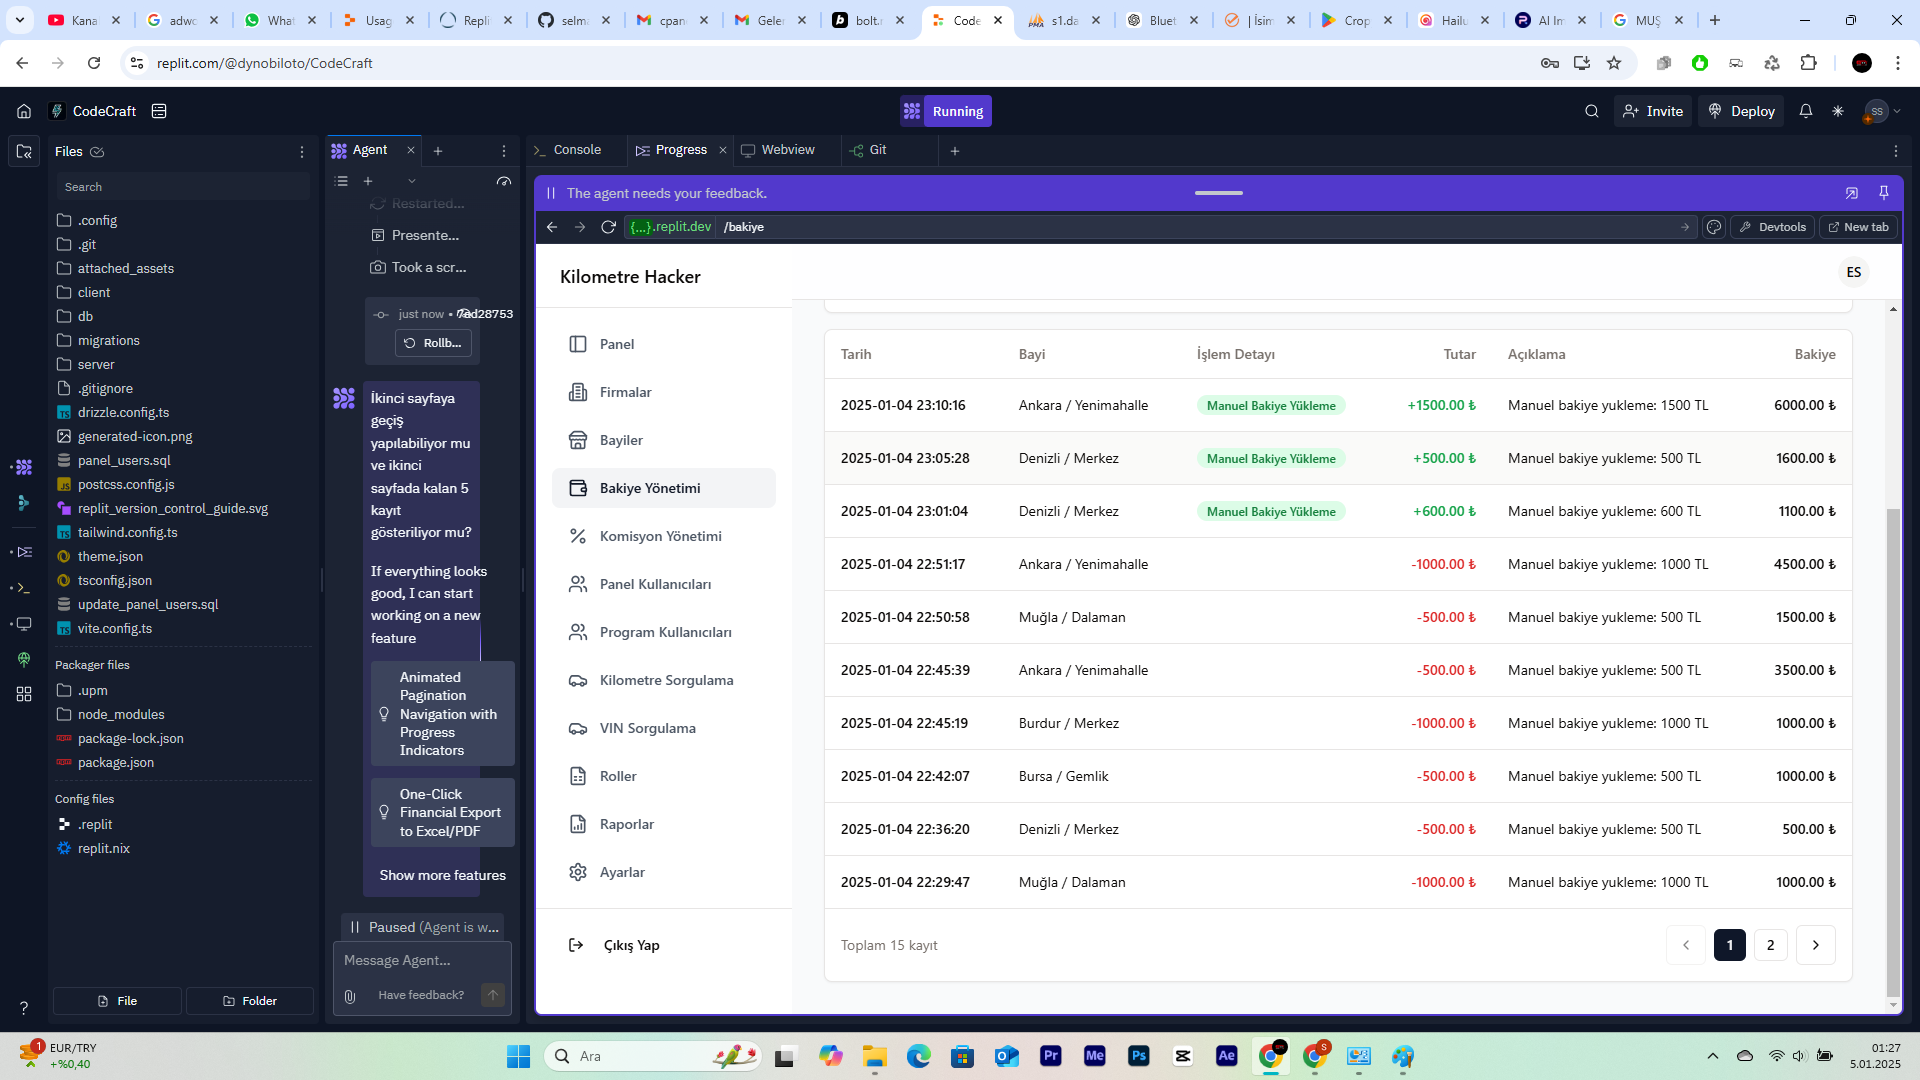 Kana
adwo
What
Usag
Repli
selma
cpan
Geler
bolt.n
Code
s1.da
Bluet
| İsim
Crop
Hailu
AI Im
MUŞ
replit.com/@dynobiloto/CodeCraft
CodeCraft
Running
Invite
Deploy
SS
Files
Agent
Console
Progress
Webview
Git
Search
.config
.git
attached_assets
client
db
migrations
server
.gitignore
drizzle.config.ts
generated-icon.png
panel_users.sql
postcss.config.js
replit_version_control_guide.svg
tailwind.config.ts
theme.json
tsconfig.json
update_panel_users.sql
vite.config.ts
Packager files
.upm
node_modules
package-lock.json
package.json
Config files
.replit
replit.nix
File
Folder
Restarted...
Presente...
Took a scr...
just now •
Rollb...
İkinci sayfaya
geçiş
yapılabiliyor mu
ve ikinci
sayfada kalan 5
kayıt
gösteriliyor mu?
If everything looks
good, I can start
working on a new
feature
Animated
Pagination
Navigation with
Progress
Indicators
One-Click
Financial Export
to Excel/PDF
Show more features
Paused (Agent is w...
Message Agent...
Have feedback?
The agent needs your feedback.
{...}.replit.dev /bakiye
Devtools
New tab
Kilometre Hacker
ES
Panel
Firmalar
Bayiler
Bakiye Yönetimi
Komisyon Yönetimi
Panel Kullanıcıları
Program Kullanıcıları
Kilometre Sorgulama
VIN Sorgulama
Roller
Raporlar
Ayarlar
Çıkış Yap
Tarih Bayi İşlem Detayı Tutar Açıklama Bakiye
2025-01-04 23:10:16 Ankara / Yenimahalle Manuel Bakiye Yükleme +1500.00 ₺ Manuel bakiye yukleme: 1500 TL 6000.00 ₺
2025-01-04 23:05:28 Denizli / Merkez Manuel Bakiye Yükleme +500.00 ₺ Manuel bakiye yukleme: 500 TL 1600.00 ₺
2025-01-04 23:01:04 Denizli / Merkez Manuel Bakiye Yükleme +600.00 ₺ Manuel bakiye yukleme: 600 TL 1100.00 ₺
2025-01-04 22:51:17 Ankara / Yenimahalle -1000.00 ₺ Manuel bakiye yukleme: 1000 TL 4500.00 ₺
2025-01-04 22:50:58 Muğla / Dalaman -500.00 ₺ Manuel bakiye yukleme: 500 TL 1500.00 ₺
2025-01-04 22:45:39 Ankara / Yenimahalle -500.00 ₺ Manuel bakiye yukleme: 500 TL 3500.00 ₺
2025-01-04 22:45:19 Burdur / Merkez -1000.00 ₺ Manuel bakiye yukleme: 1000 TL 1000.00 ₺
2025-01-04 22:42:07 Bursa / Gemlik -500.00 ₺ Manuel bakiye yukleme: 500 TL 1000.00 ₺
2025-01-04 22:36:20 Denizli / Merkez -500.00 ₺ Manuel bakiye yukleme: 500 TL 500.00 ₺
2025-01-04 22:29:47 Muğla / Dalaman -1000.00 ₺ Manuel bakiye yukleme: 1000 TL 1000.00 ₺
Toplam 15 kayıt
1 2
1
EUR/TRY
+%0,40
Ara
Pr
Me
Ps
Ae
S
01:27
5.01.2025